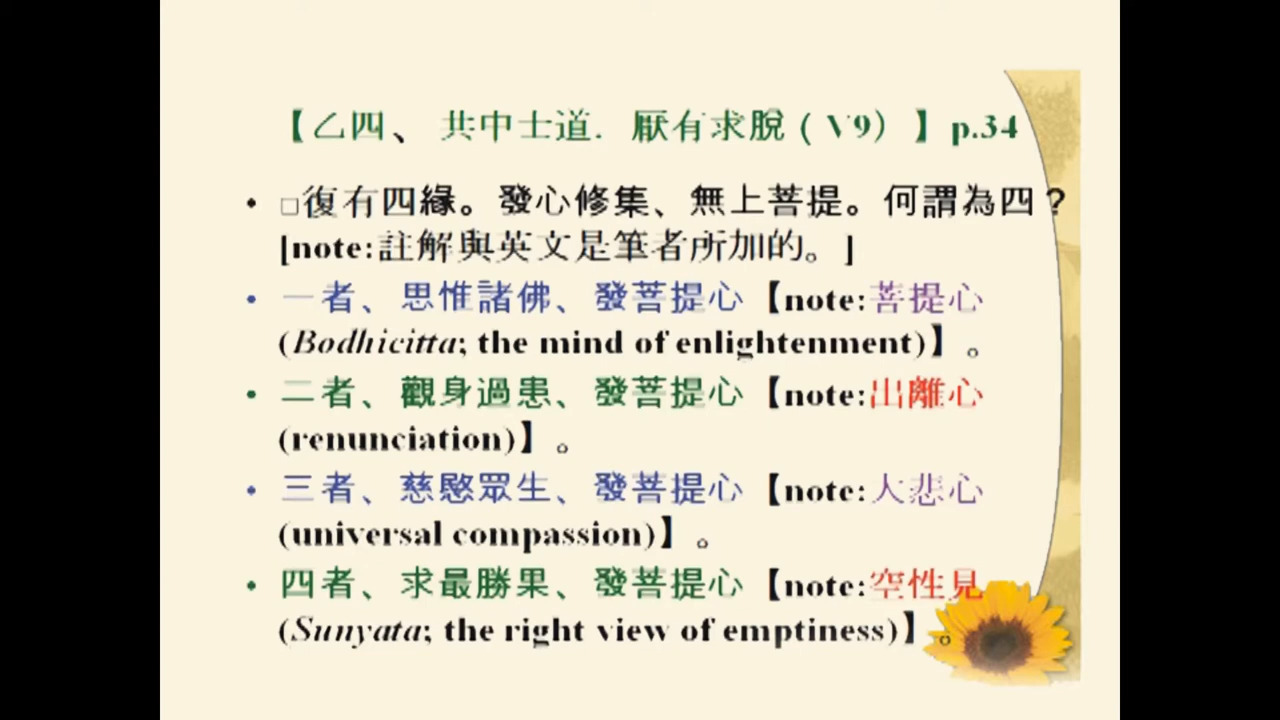 【乙四、 共中士道．厭有求脫（V9）】p.34
• □復有四緣。發心修集、無上菩提。何謂為四？
[note:註解與英文是筆者所加的。]
• 一者、思惟諸佛、發菩提心【note:菩提心
(Bodhicitta; the mind of enlightenment)】。
• 二者、觀身過患、發菩提心【note:出離心
(renunciation)】。
• 三者、慈愍眾生、發菩提心【note:大悲心
(universal compassion)】。
• 四者、求最勝果、發菩提心【note:空性見
(Sunyata; the right view of emptiness)】。